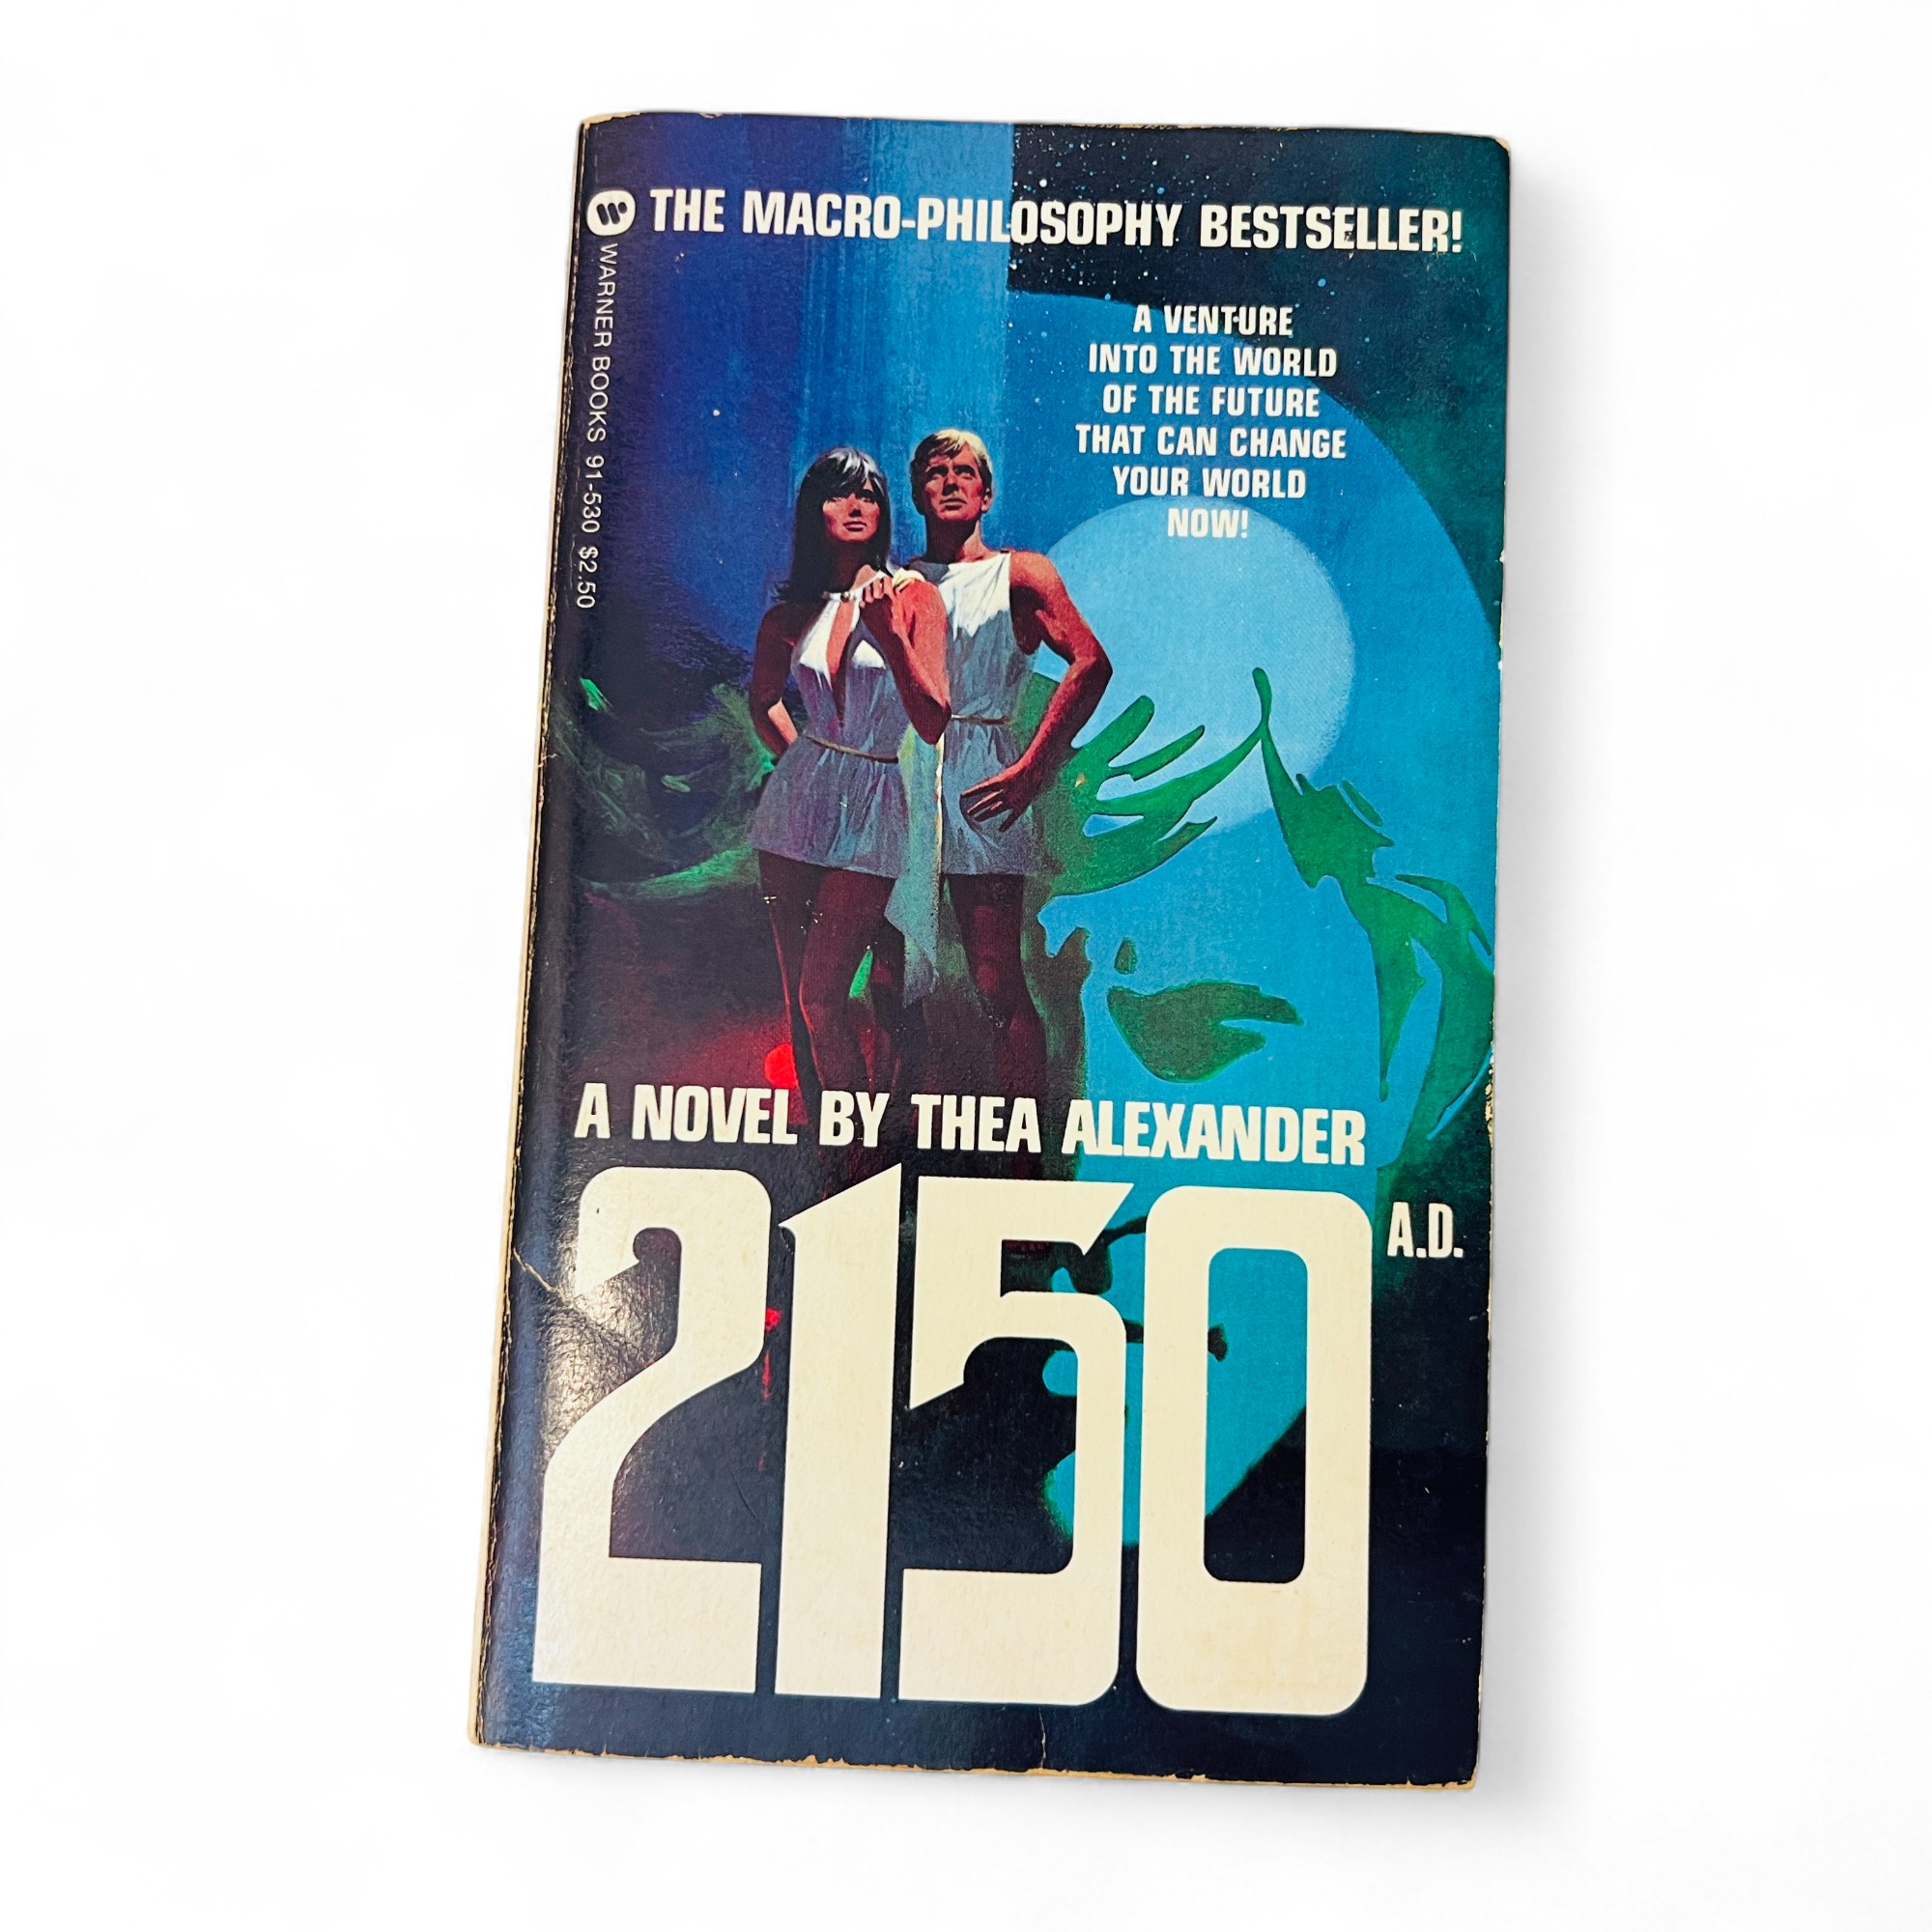 THE MACRO-PHILOSOPHY BESTSELLER!
WARNER BOOKS 91-530 $2.50
A VENTURE
INTO THE WORLD
OF THE FUTURE
THAT CAN CHANGE
YOUR WORLD
NOW!
A NOVEL BY THEA ALEXANDER
2150
A.D.